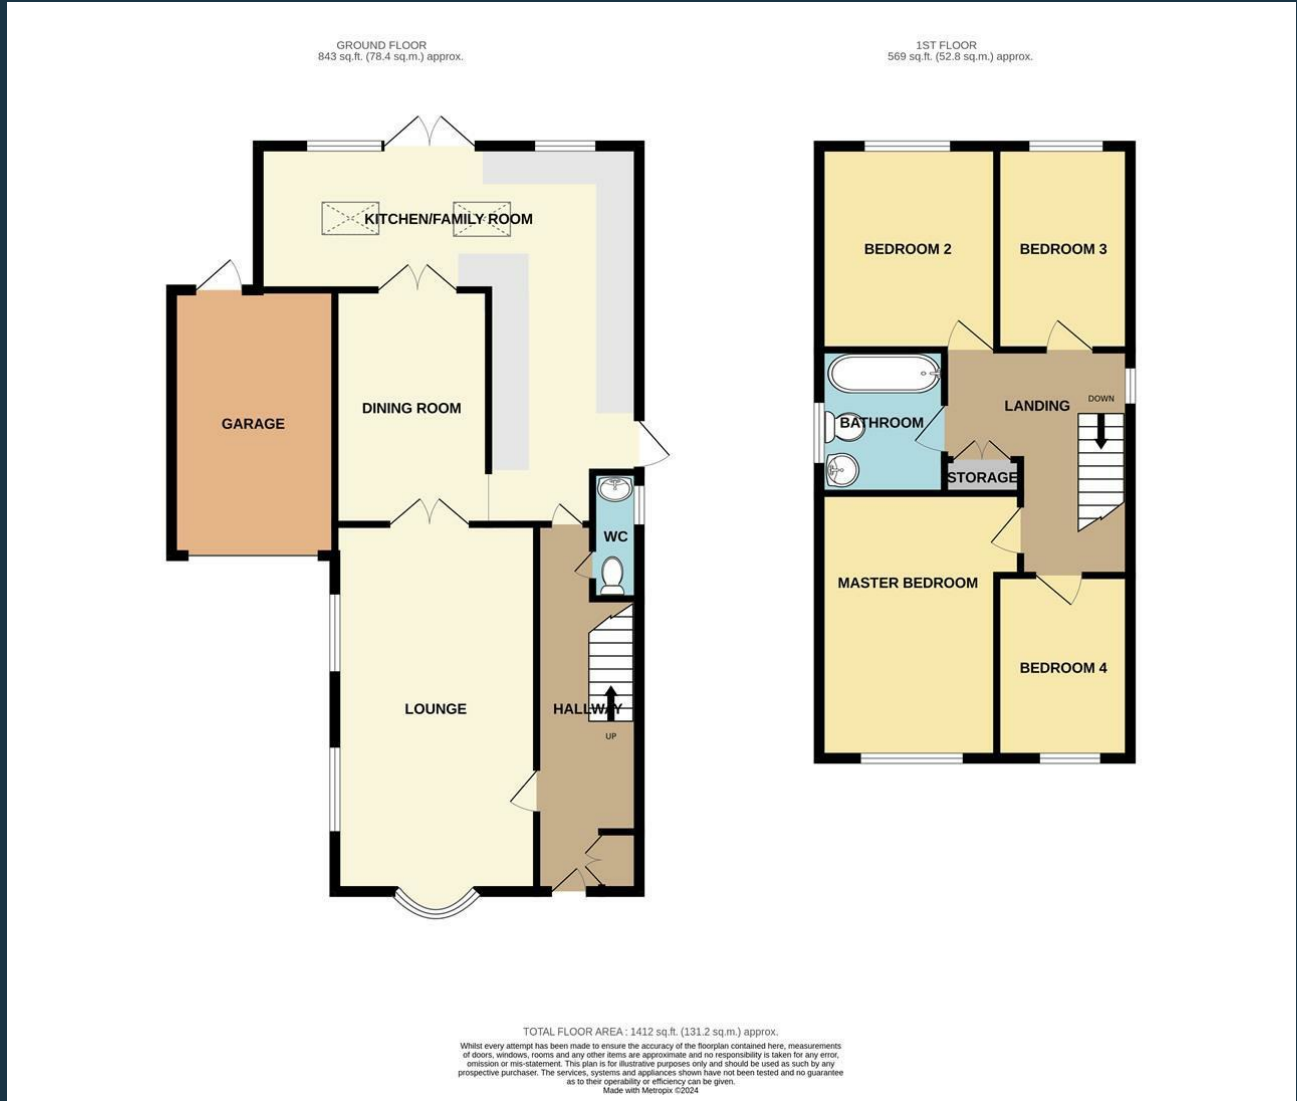 GROUND FLOOR
843 sq.ft. (78.4 sq.m.) approx.
1ST FLOOR
569 sq.ft. (52.8 sq.m.) approx.
KITCHEN/FAMILY ROOM
GARAGE
DINING ROOM
WC
LOUNGE
HALLWAY
UP
BEDROOM 2
BEDROOM 3
LANDING
DOWN
BATHROOM
STORAGE
MASTER BEDROOM
BEDROOM 4
TOTAL FLOOR AREA : 1412 sq.ft. (131.2 sq.m.) approx.
Whilst every attempt has been made to ensure the accuracy of the floorplan contained here, measurements
of doors, windows, rooms and any other items are approximate and no responsibility is taken for any error,
omission or mis-statement. This plan is for illustrative purposes only and should be used as such by any
prospective purchaser. The services, systems and appliances shown have not been tested and no guarantee
as to their operability or efficiency can be given.
Made with Metropix ©2024